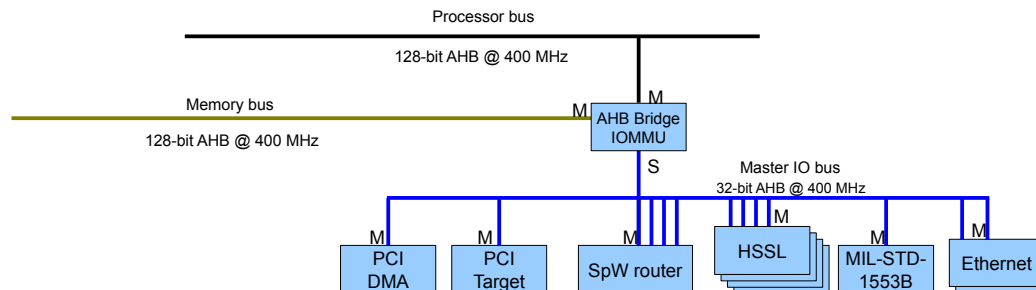 Processor bus
128-bit AHB @ 400 MHz
Memory bus
M
M
AHB Bridge
IOMMU
128-bit AHB @ 400 MHz
S
Master IO bus
32-bit AHB @ 400 MHz
M
PCI
DMA
M
PCI
Target
M
SpW router
M
HSSL
M
MIL-STD-
1553B
M
Ethernet